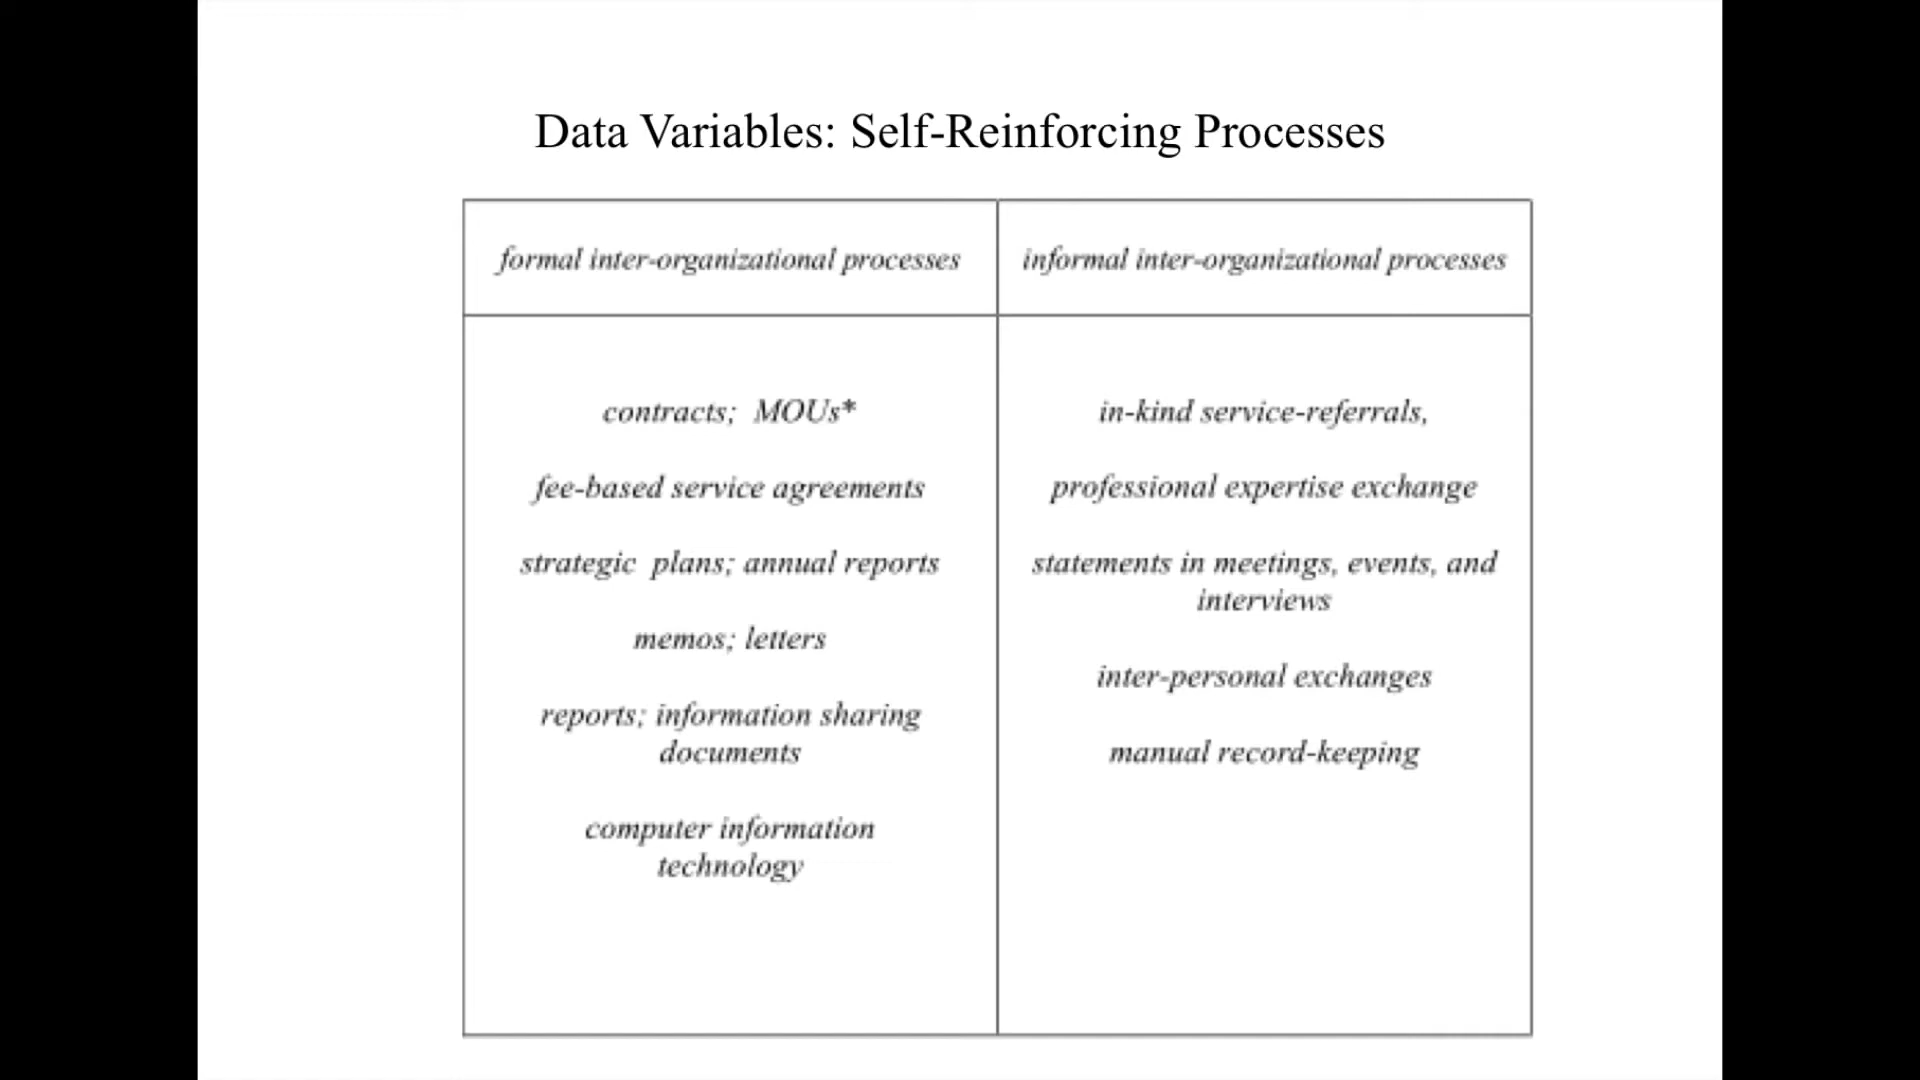 Data Variables: Self-Reinforcing Processes
formal inter-organizational processes
informal inter-organizational processes
contracts; MOUs*
fee-based service agreements
strategic plans; annual reports
memos; letters
reports; information sharing
documents
computer information
technology
in-kind service-referrals,
professional expertise exchange
statements in meetings, events, and
interviews
inter-personal exchanges
manual record-keeping